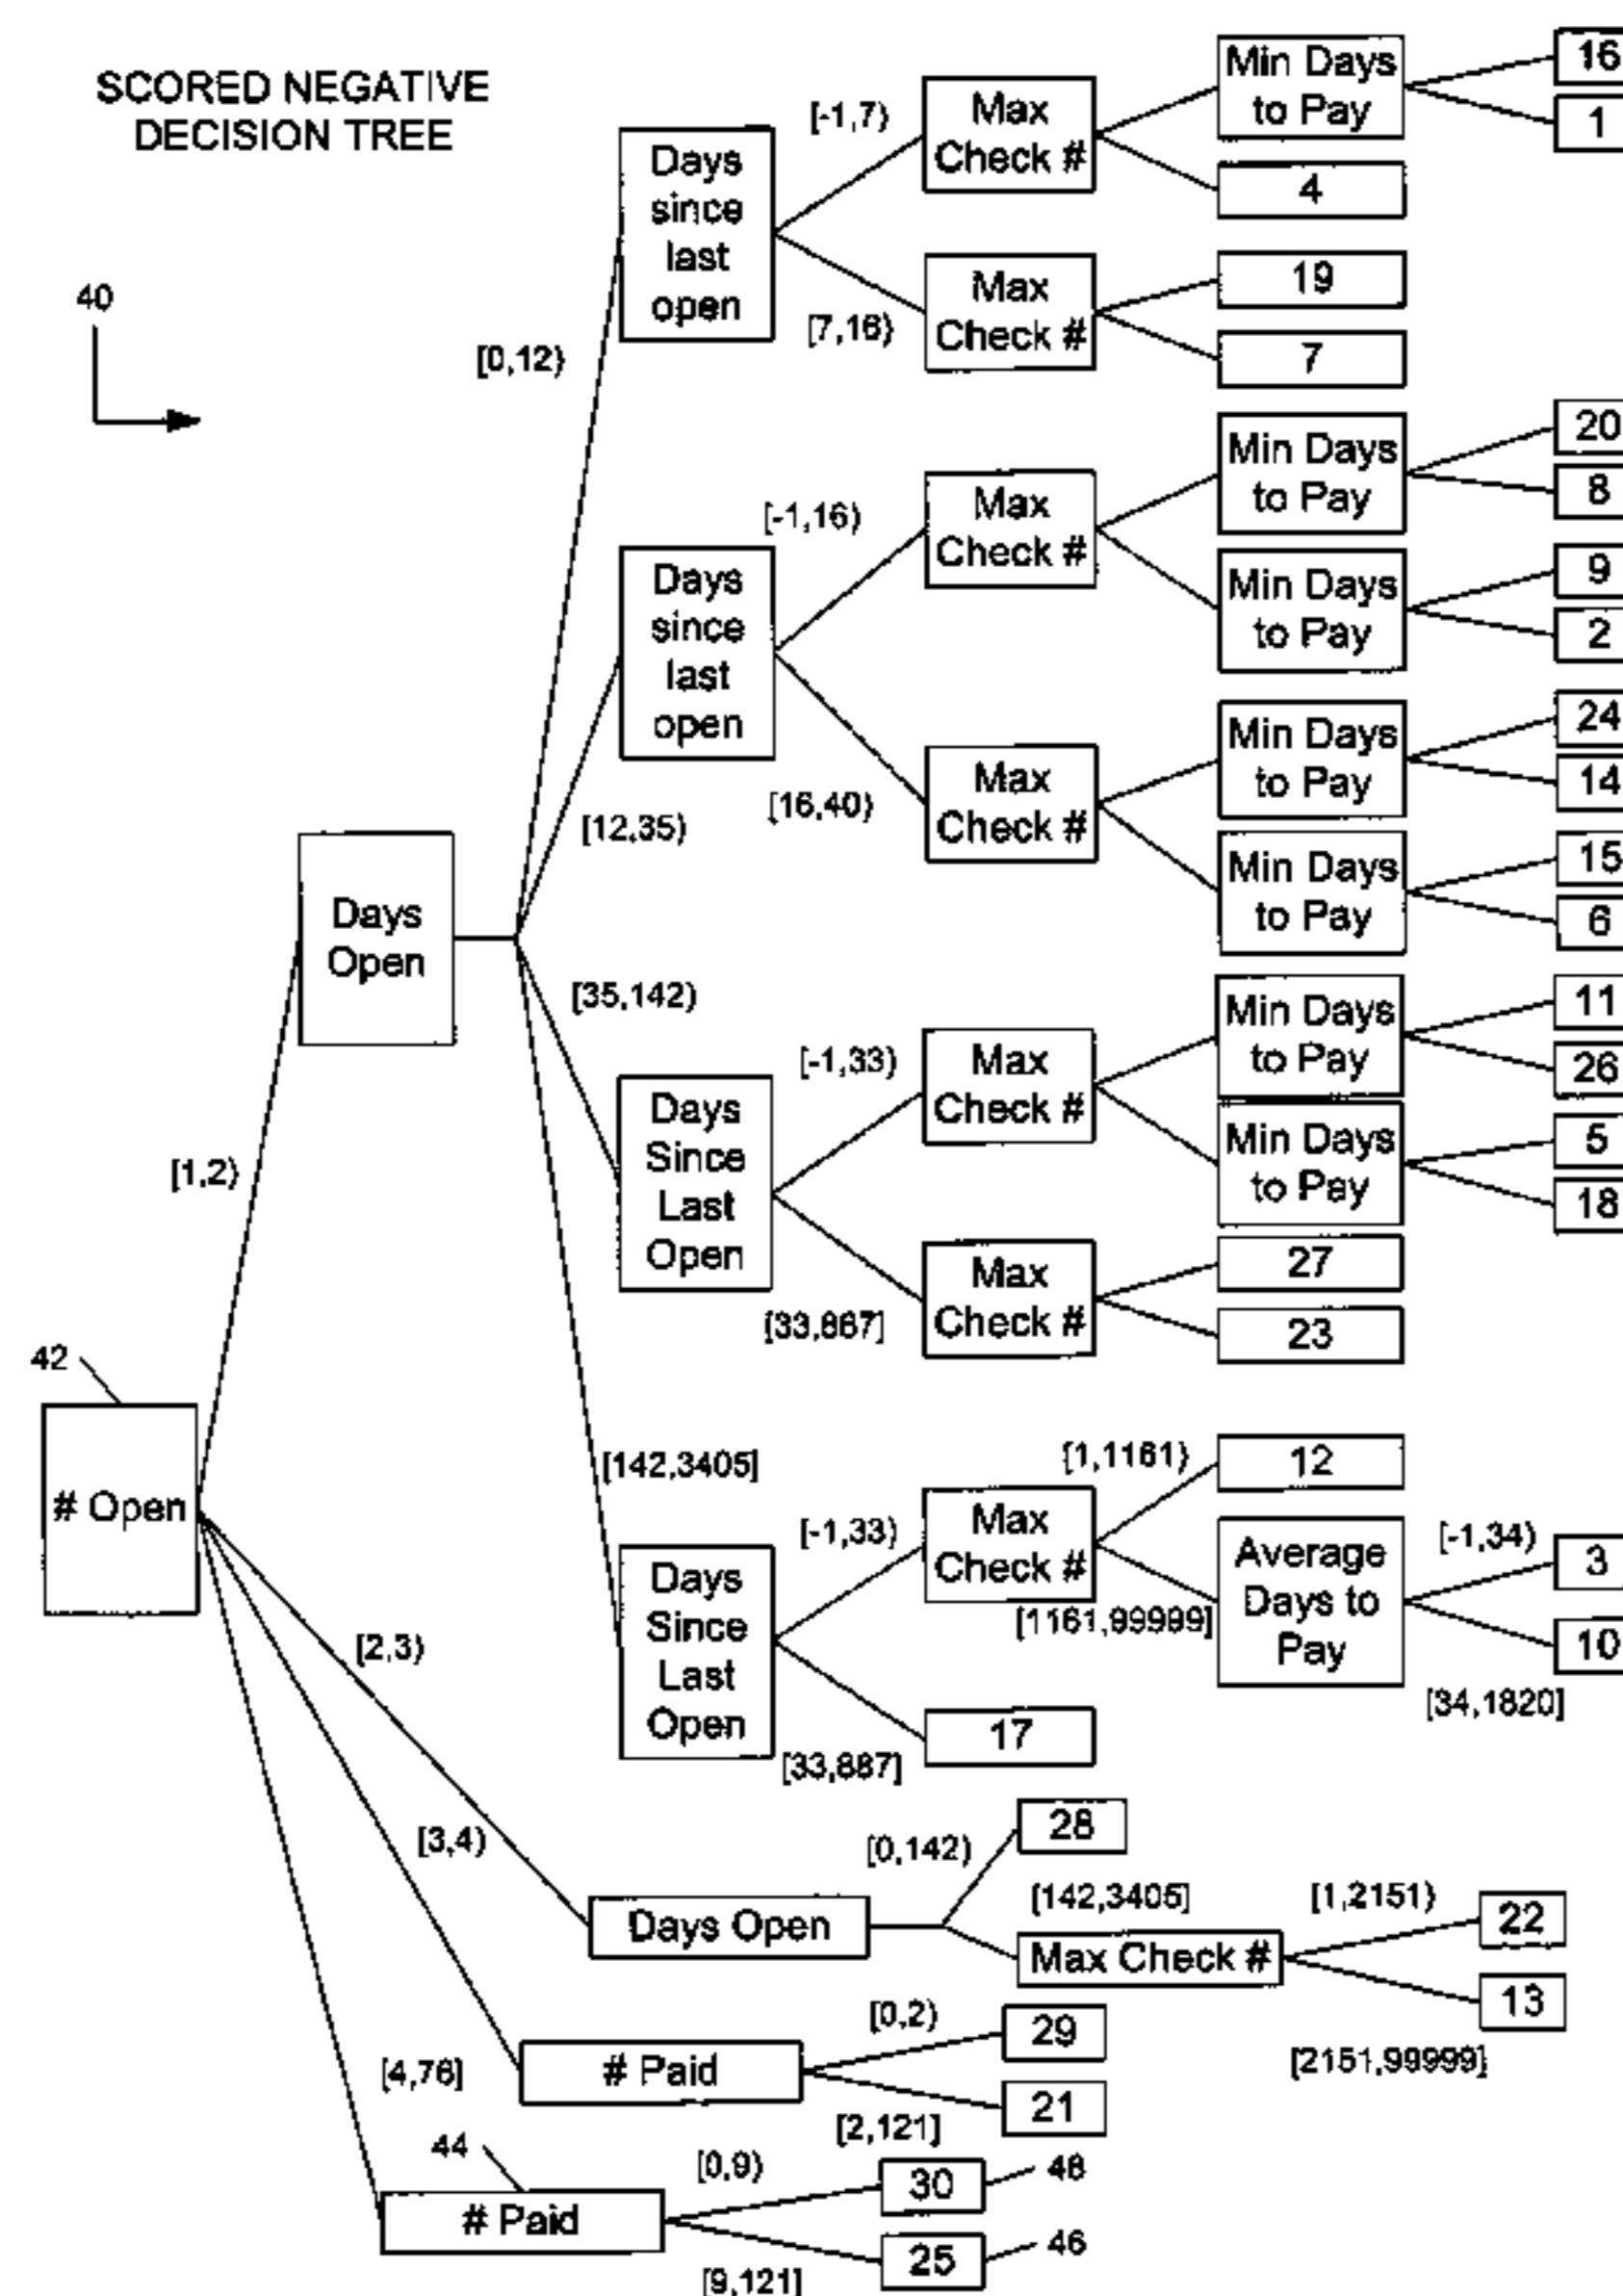 SCORED NEGATIVE
DECISION TREE
40
42
# Open
[1,2)
[2,3)
[3,4)
[4,76]
Days
Open
[0,12)
[12,35)
[35,142)
[142,3405]
Days
since
last
open
[-1,7)
[7,16)
Max
Check #
Min Days
to Pay
16
1
4
Max
Check #
19
7
Days
since
last
open
[-1,16)
[16,40)
Max
Check #
Min Days
to Pay
20
8
Min Days
to Pay
9
2
Max
Check #
Min Days
to Pay
24
14
Min Days
to Pay
15
6
Days
Since
Last
Open
[-1,33)
[33,887]
Max
Check #
Min Days
to Pay
11
26
Min Days
to Pay
5
18
Max
Check #
27
23
Days
Since
Last
Open
[-1,33)
[33,887]
Max
Check #
[1,1161)
12
[1161,99999]
Average
Days to
Pay
[-1,34)
3
10
[34,1820]
17
Days Open
[0,142)
28
[142,3405]
Max Check #
[1,2151)
22
13
[2151,99999]
# Paid
[0,2)
29
21
[2,121]
44
# Paid
[0,9)
30
48
25
46
[9,121]